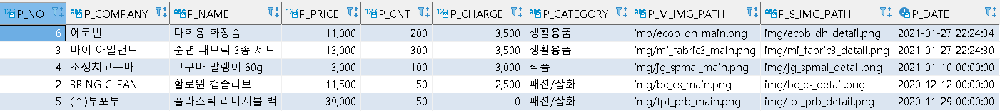 123 P_NO ABC P_COMPANY ABC P_NAME 123 P_PRICE 123 P_CNT 123 P_CHARGE ABC P_CATEGORY ABC P_M_IMG_PATH ABC P_S_IMG_PATH P_DATE
6 에코빈 다회용 화장솜 11,000 200 3,500 생활용품 imp/ecob_dh_main.png img/ecob_dh_detail.png 2021-01-27 22:24:34
3 마이 아일랜드 순면 패브릭 3종 세트 13,000 300 3,500 생활용품 img/mi_fabric3_main.png img/mi_fabric3_detail.png 2021-01-27 22:24:30
4 조정치고구마 고구마 말랭이 60g 3,000 100 3,000 식품 img/jg_spmal_main.png img/jg_spmal_detail.png 2021-01-10 00:00:00
2 BRING CLEAN 할로윈 컵슬리브 11,500 50 2,500 패션/잡화 img/bc_cs_main.png img/bc_cs_detail.png 2020-12-12 00:00:00
5 (주)투포투 플라스틱 리버시블 백 39,000 50 0 패션/잡화 img/tpt_prb_main.png img/tpt_prb_detail.png 2020-11-29 00:00:00